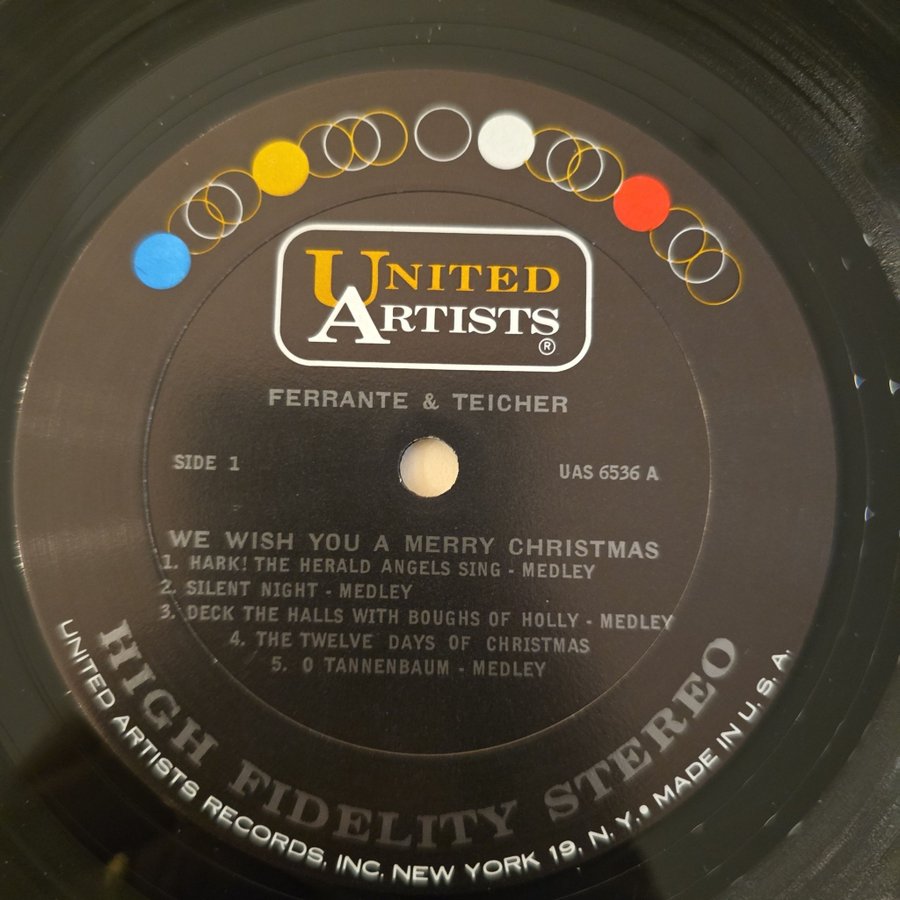 UNITED
ARTISTS
®
FERRANTE & TEICHER
SIDE 1
UAS 6536 A
WE WISH YOU A MERRY CHRISTMAS
1. HARK! THE HERALD ANGELS SING - MEDLEY
2. SILENT NIGHT - MEDLEY
3. DECK THE HALLS WITH BOUGHS OF HOLLY - MEDLEY
4. THE TWELVE DAYS OF CHRISTMAS
5. O TANNENBAUM - MEDLEY
HIGH FIDELITY STEREO
UNITED ARTISTS RECORDS, INC. NEW YORK 19, N. Y. • MADE IN U. S. A.